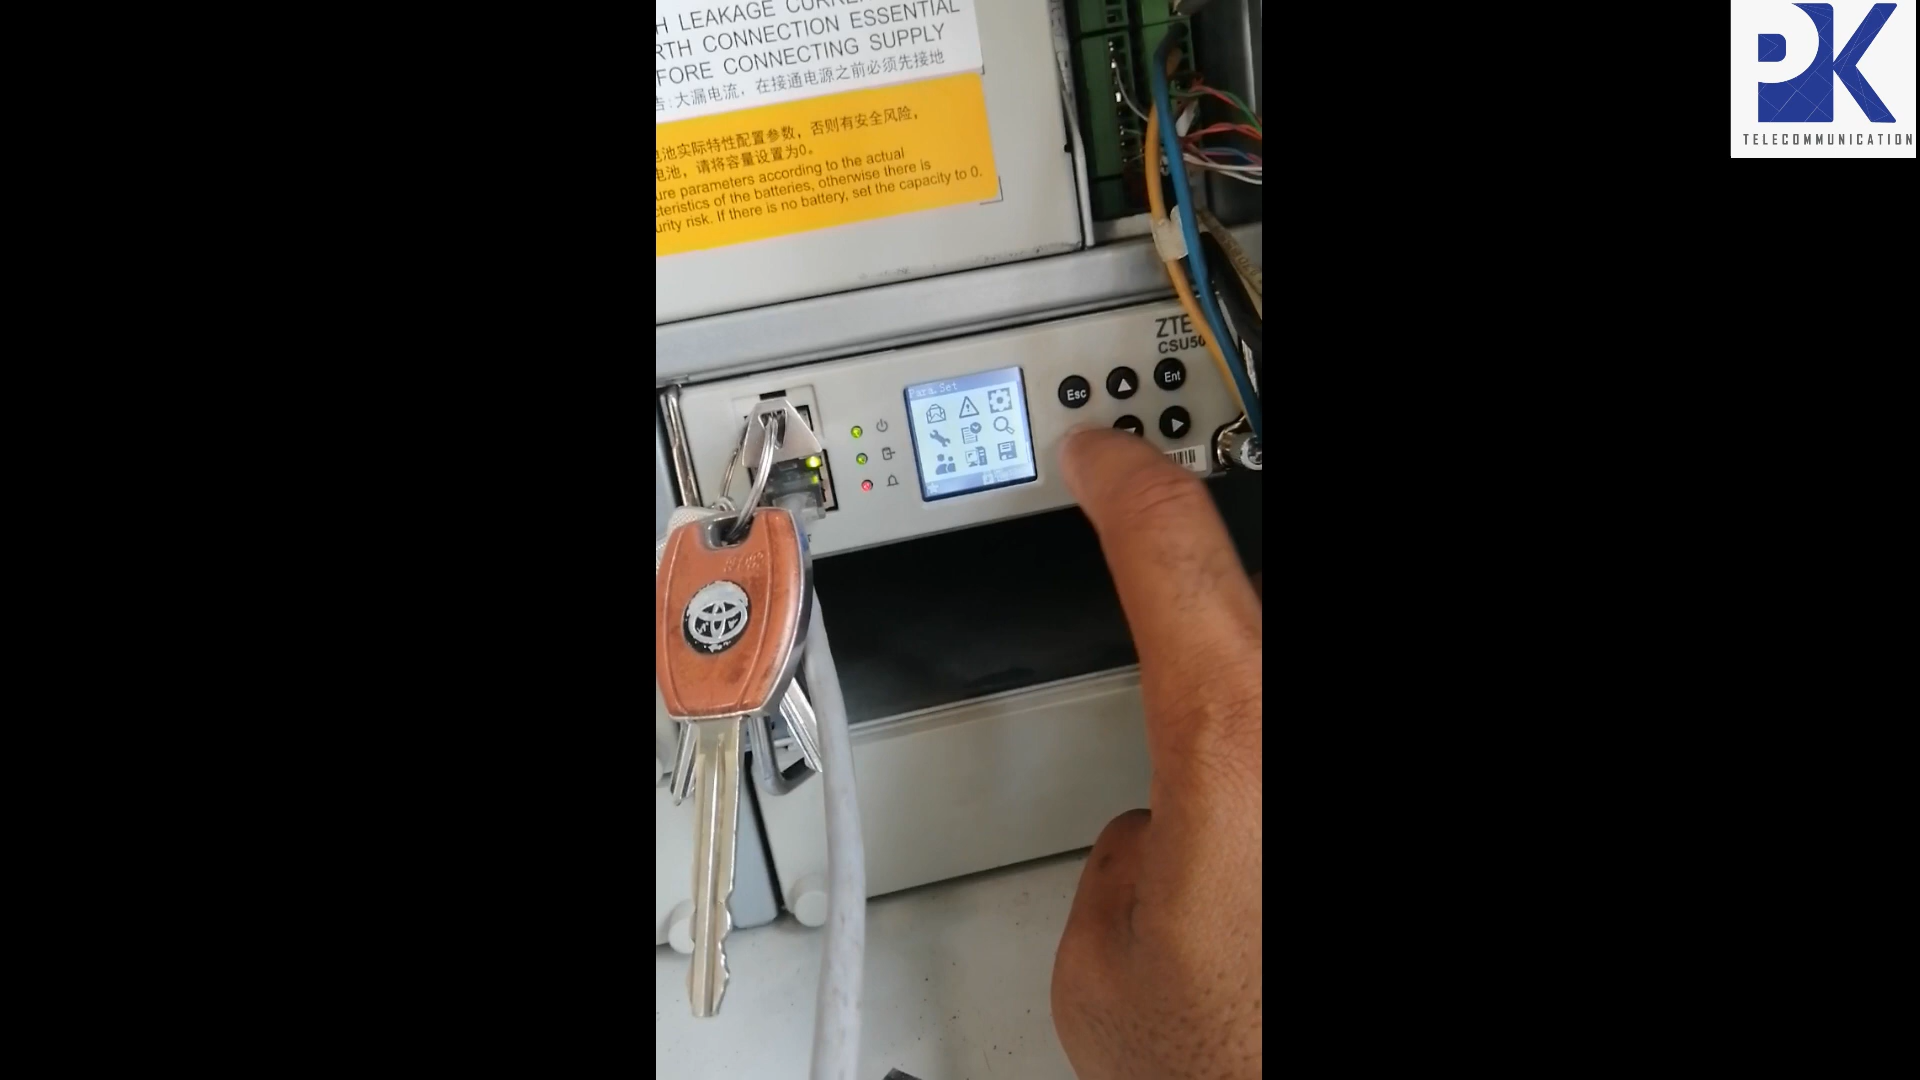 H LEAKAGE CURRE
RTH CONNECTION ESSENTIAL
FORE CONNECTING SUPPLY
告:大漏电流，在接通电源之前必须先接地
电池实际特性配置参数，否则有安全风险，
电池，请将容量设置为0。
ure parameters according to the actual
cteristics of the batteries, otherwise there is
urity risk. If there is no battery, set the capacity to 0.
ZTE
CSU50
Para.Set
Esc
Ent
PK
TELECOMMUNICATION